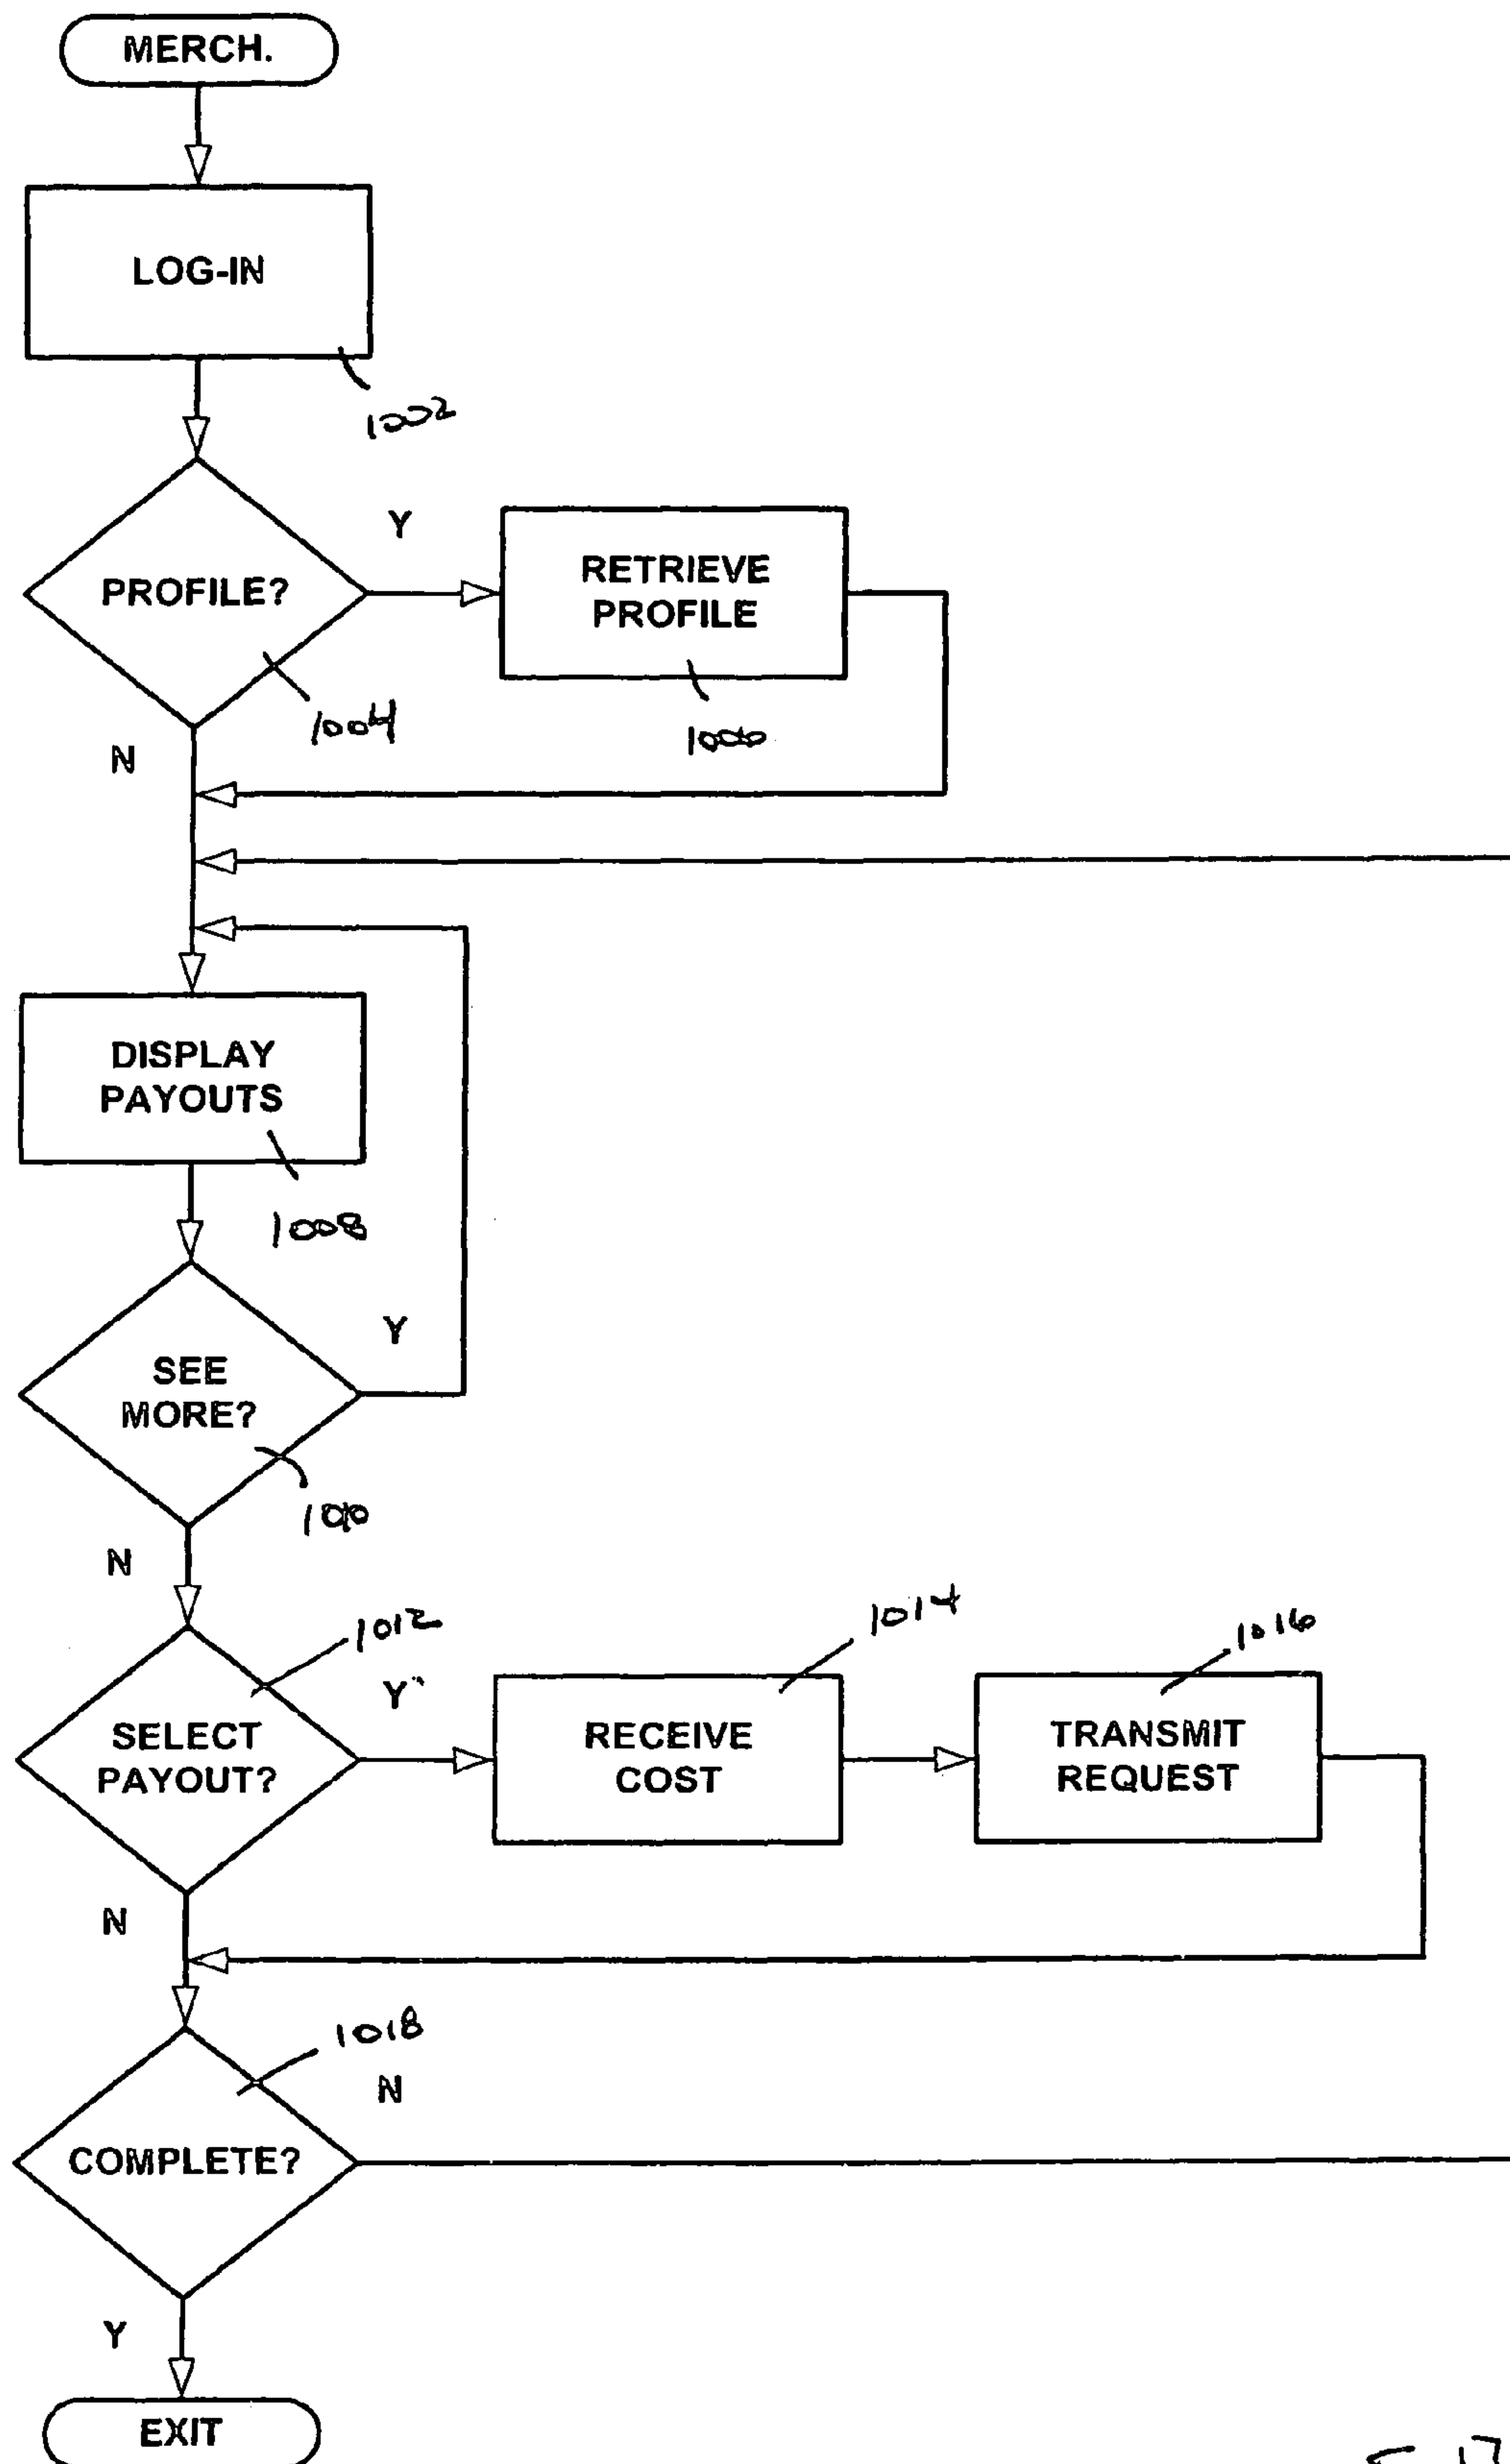 MERCH.
LOG-IN
1002
PROFILE?
Y
RETRIEVE
PROFILE
1004
1006
N
DISPLAY
PAYOUTS
1008
SEE
MORE?
Y
1010
N
1012
1014
1016
SELECT
PAYOUT?
Y
RECEIVE
COST
TRANSMIT
REQUEST
N
1018
N
COMPLETE?
Y
EXIT